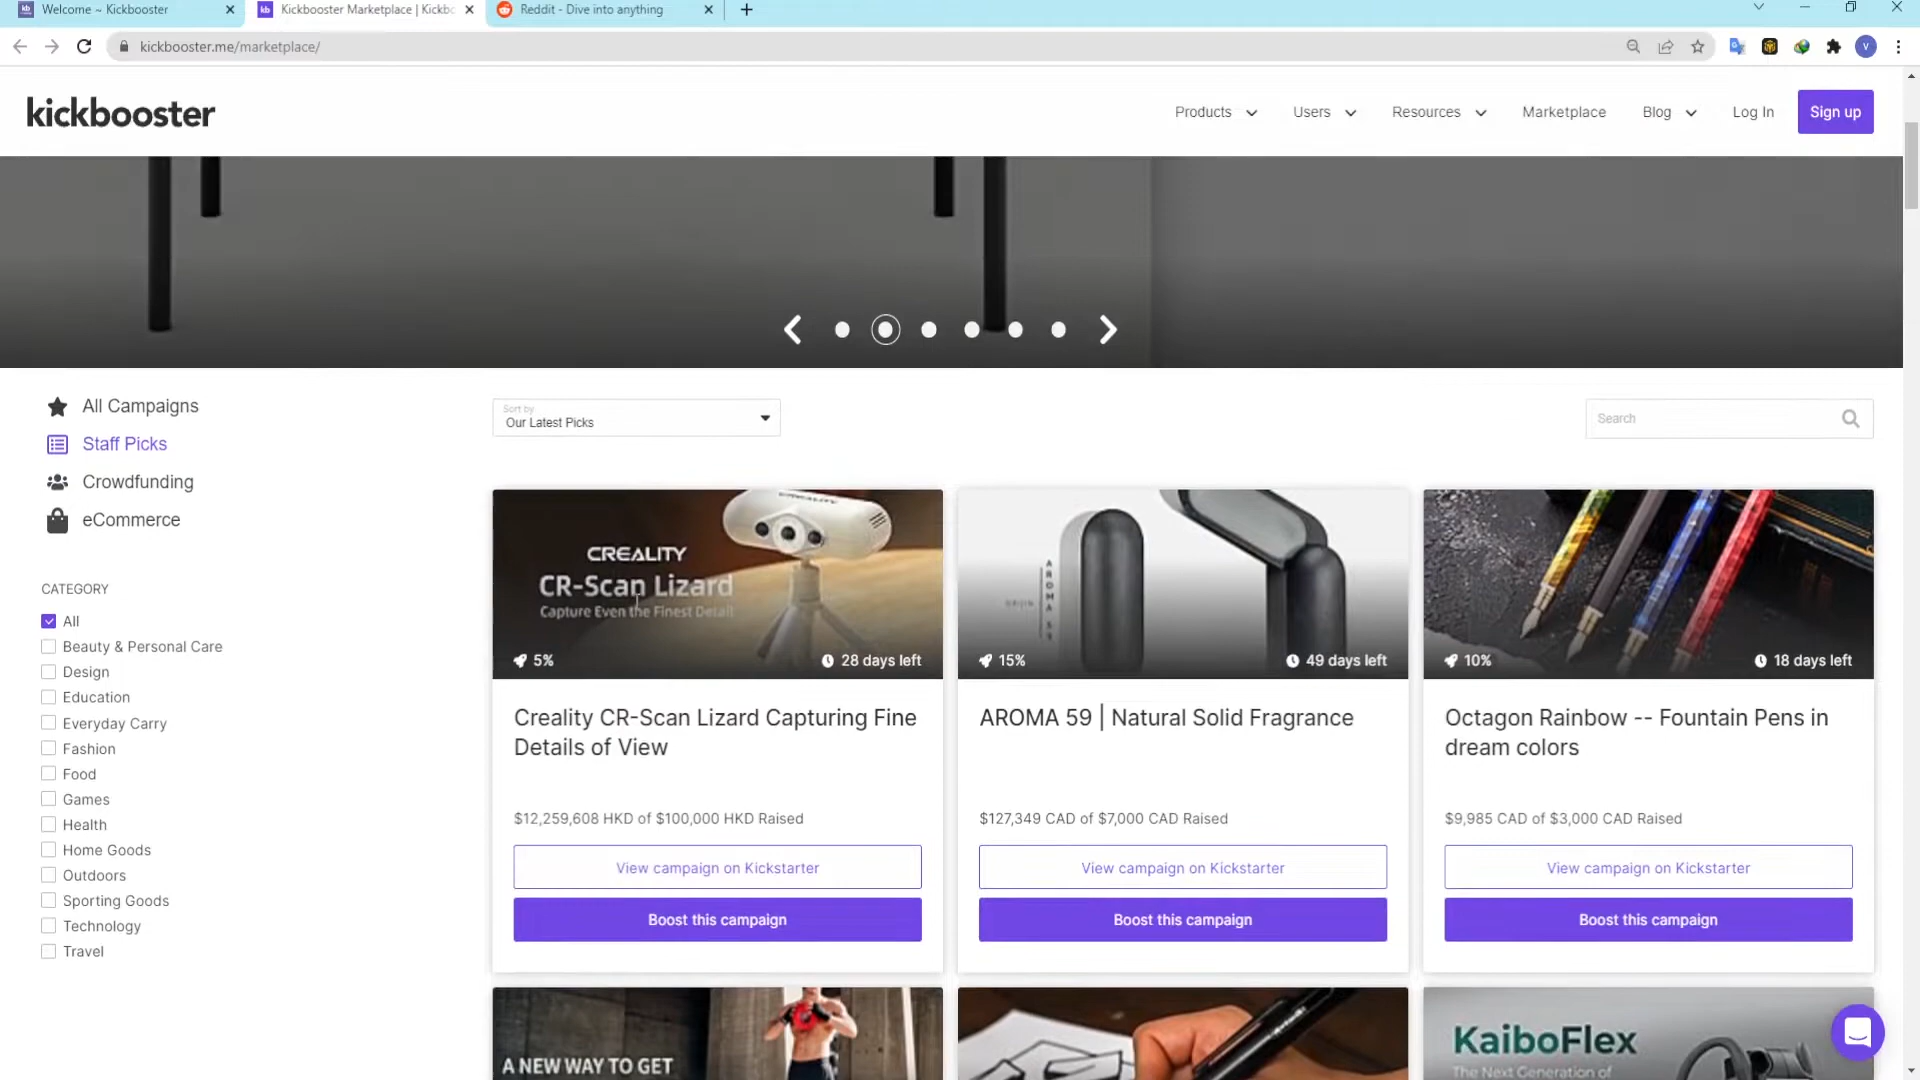 Welcome ~ Kickbooster
Kickbooster Marketplace | Kickbo
Reddit - Dive into anything
kickbooster.me/marketplace/
V
kickbooster
Products
Users
Resources
Marketplace
Blog
Log In
Sign up
All Campaigns
Staff Picks
Crowdfunding
eCommerce
Sort by
Our Latest Picks
Search
CATEGORY
All
Beauty & Personal Care
Design
Education
Everyday Carry
Fashion
Food
Games
Health
Home Goods
Outdoors
Sporting Goods
Technology
Travel
CREALITY
CREALITY
CR-Scan Lizard
Capture Even the Finest Detail
5%
28 days left
Creality CR-Scan Lizard Capturing Fine
Details of View
$12,259,608 HKD of $100,000 HKD Raised
View campaign on Kickstarter
Boost this campaign
AROMA 59
15%
49 days left
AROMA 59 | Natural Solid Fragrance
$127,349 CAD of $7,000 CAD Raised
View campaign on Kickstarter
Boost this campaign
10%
18 days left
Octagon Rainbow -- Fountain Pens in
dream colors
$9,985 CAD of $3,000 CAD Raised
View campaign on Kickstarter
Boost this campaign
A NEW WAY TO GET
KaiboFlex
The Next Generation of